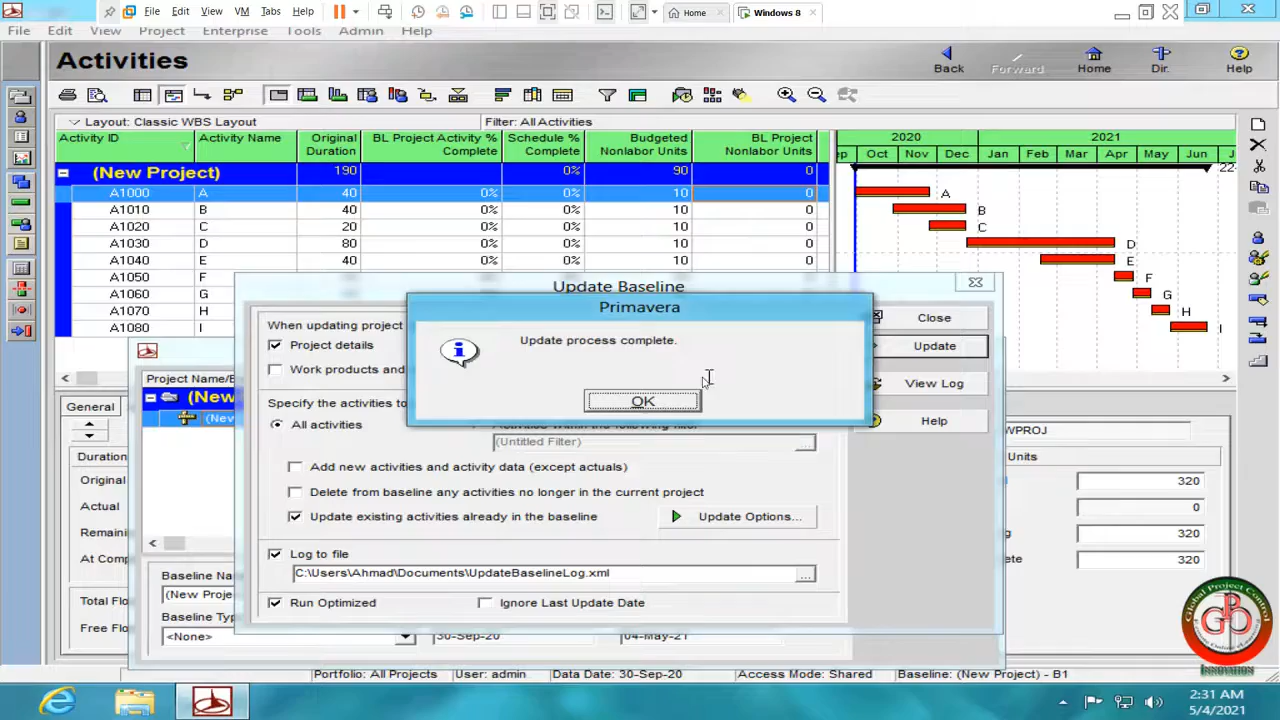 File Edit View VM Tabs Help Home Windows 8
File Edit View Project Enterprise Tools Admin Help
Activities
Back Forward Home Dir. Help
Layout: Classic WBS Layout Filter: All Activities
Activity ID Activity Name Original Duration BL Project Activity % Complete Schedule % Complete Budgeted Nonlabor Units BL Project Nonlabor Units
2020 2021
Oct Nov Dec Jan Feb Mar Apr May Jun
(New Project) 190 0% 90 0 22-
A1000 A 40 0% 0% 10 0 A
A1010 B 40 0% 0% 10 0 B
A1020 C 20 0% 0% 10 0 C
A1030 D 80 0% 0% 10 0 D
A1040 E 40 0% 0% 10 0 E
A1050 F F
A1060 G G
A1070 H H
A1080 I I
Update Baseline
Primavera
Update process complete.
OK
When updating project
Project details
Work products and
Specify the activities to
All activities
(Untitled Filter) ...
Add new activities and activity data (except actuals)
Delete from baseline any activities no longer in the current project
Update existing activities already in the baseline Update Options...
Log to file
C:\Users\Ahmad\Documents\UpdateBaselineLog.xml ...
Run Optimized Ignore Last Update Date
Close
Update
View Log
Help
Project Name/B
(New
(Nev
Baseline Na
(New Proje
Baseline Typ
<None> 30-Sep-20 04-May-21
General
Duration
Original
Actual
Remaini
At Comp
Total Flo
Free Flo
WPROJ
Units
320
0
320
320
Global Project Control
GPC
INNOVATION
Portfolio: All Projects User: admin Data Date: 30-Sep-20 Access Mode: Shared Baseline: (New Project) - B1
2:31 AM
5/4/2021